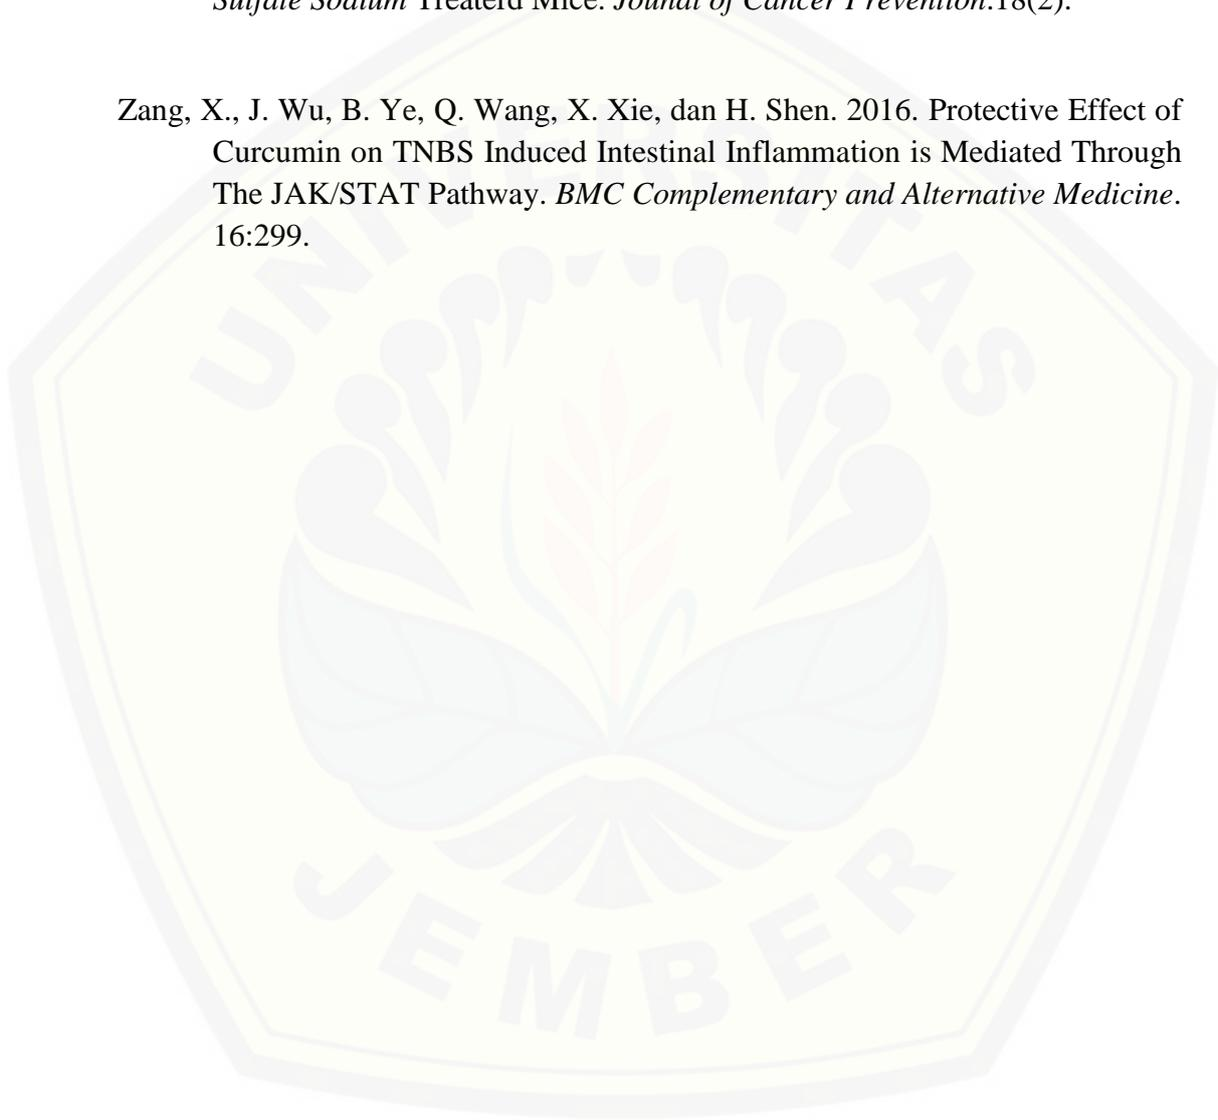 Sulfate Sodium Treaterd Mice. Jounal of Cancer Prevention.18(2).
Zang, X., J. Wu, B. Ye, Q. Wang, X. Xie, dan H. Shen. 2016. Protective Effect of
Curcumin on TNBS Induced Intestinal Inflammation is Mediated Through
The JAK/STAT Pathway. BMC Complementary and Alternative Medicine.
16:299.
UNIVERSITAS
JEMBER